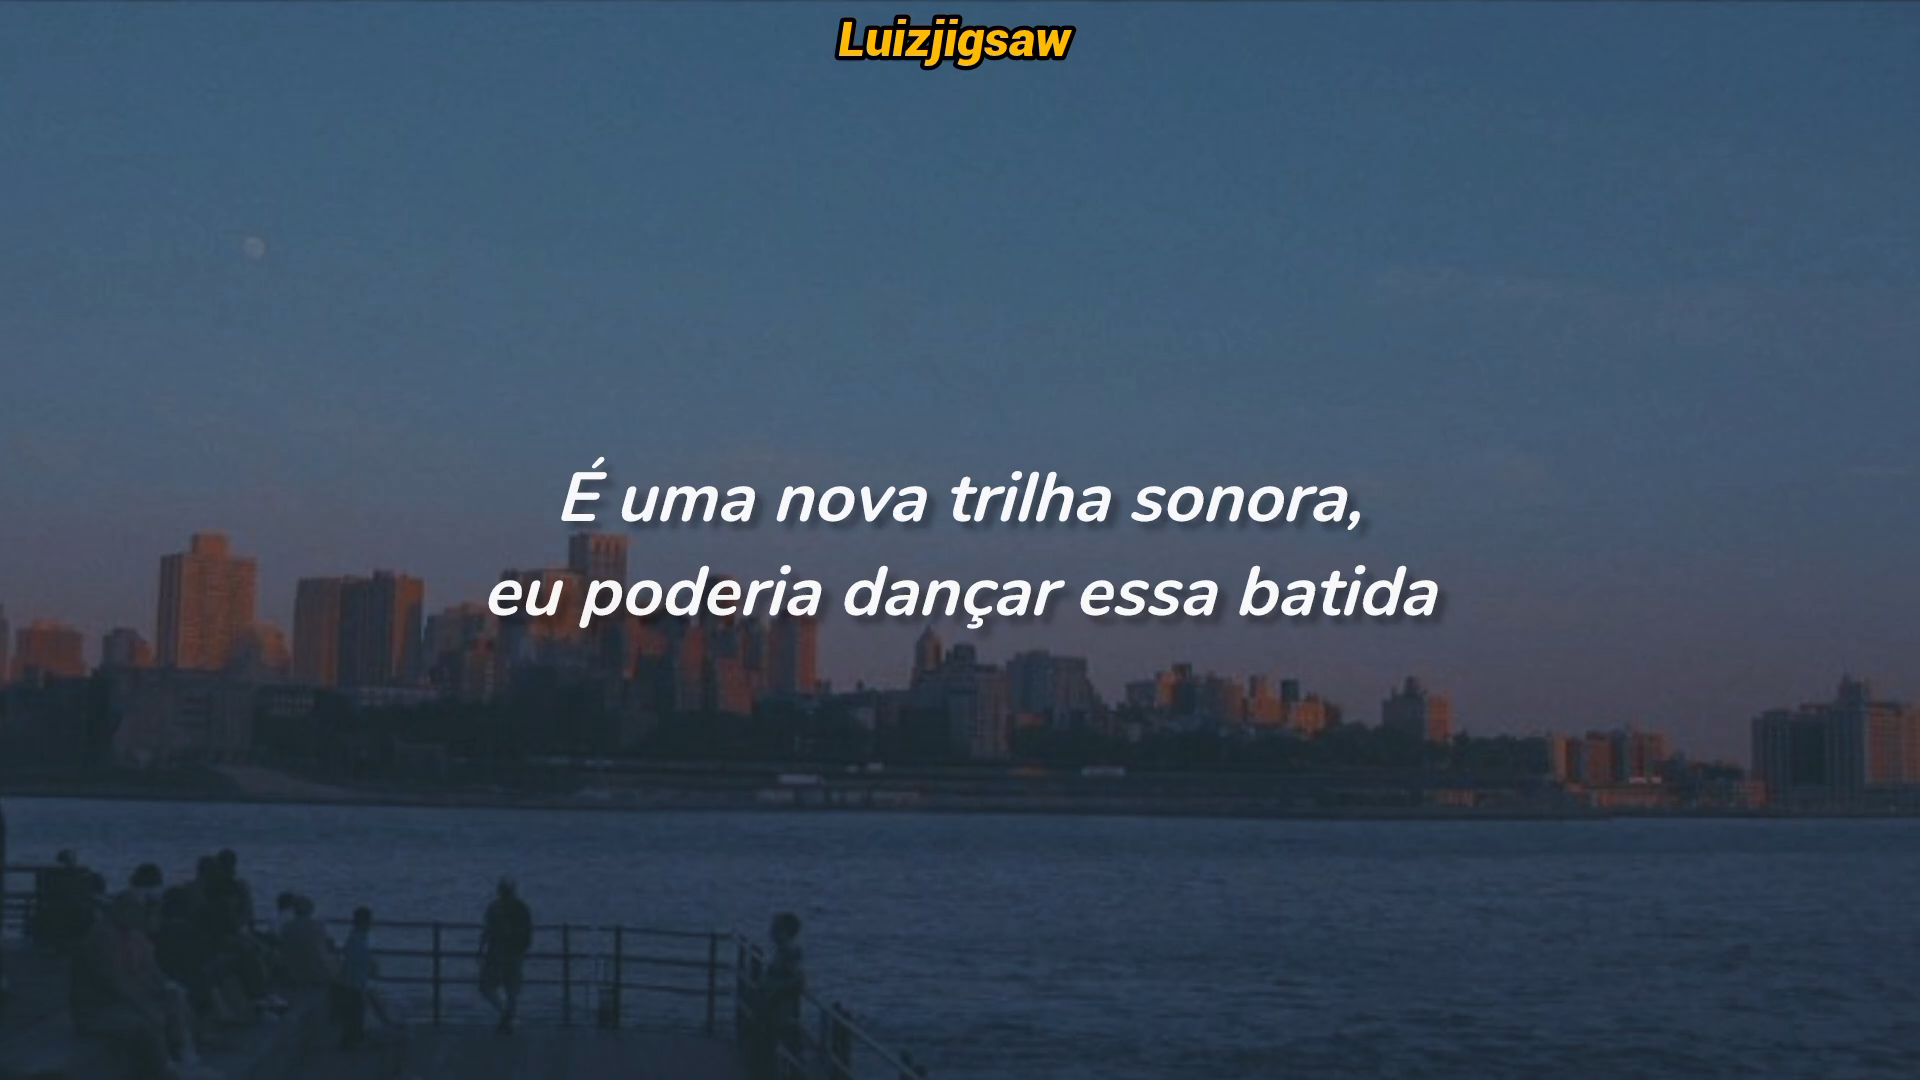 Luizjigsaw
É uma nova trilha sonora,
eu poderia dançar essa batida